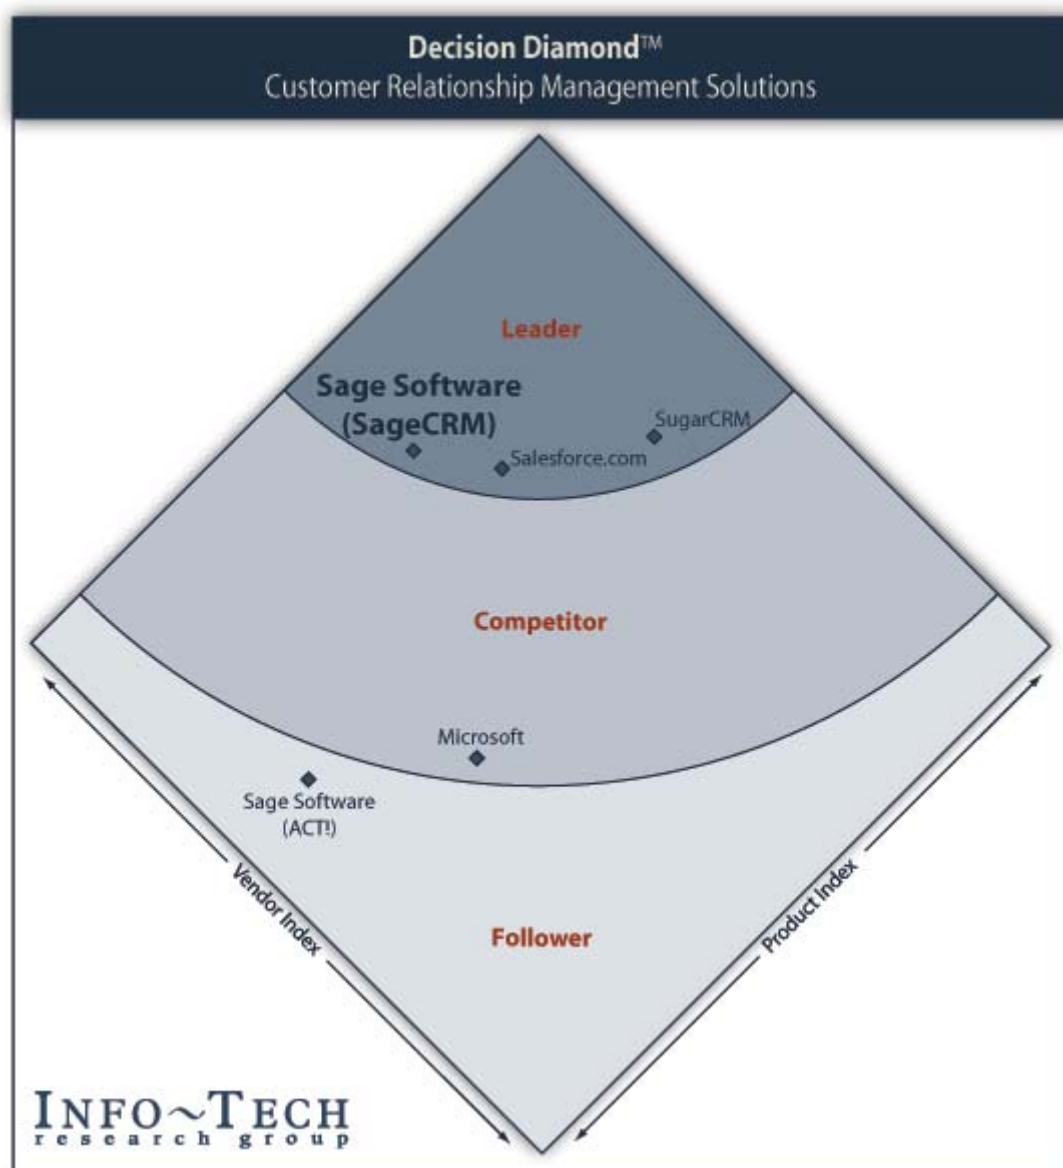 Decision Diamond™
Customer Relationship Management Solutions
Leader
Sage Software
(SageCRM)
SugarCRM
Salesforce.com
Competitor
Microsoft
Sage Software
(ACT!)
Vendor Index
Product Index
Follower
INFO~TECH
research group